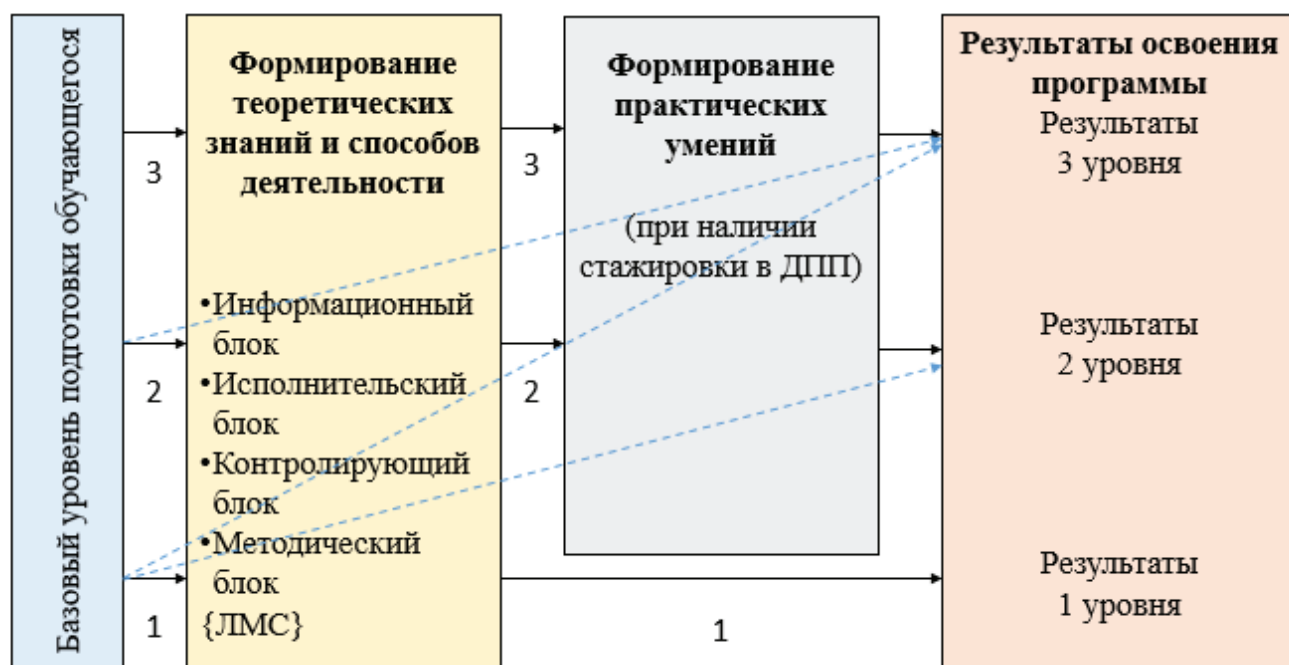 Базовый уровень подготовки обучающегося
3
2
1
Формирование
теоретических
знаний и способов
деятельности
•Информационный
блок
•Исполнительский
блок
•Контролирующий
блок
•Методический
блок
{ЛМС}
3
2
1
Формирование
практических
умений
(при наличии
стажировки в ДПП)
Результаты освоения
программы
Результаты
3 уровня
Результаты
2 уровня
Результаты
1 уровня